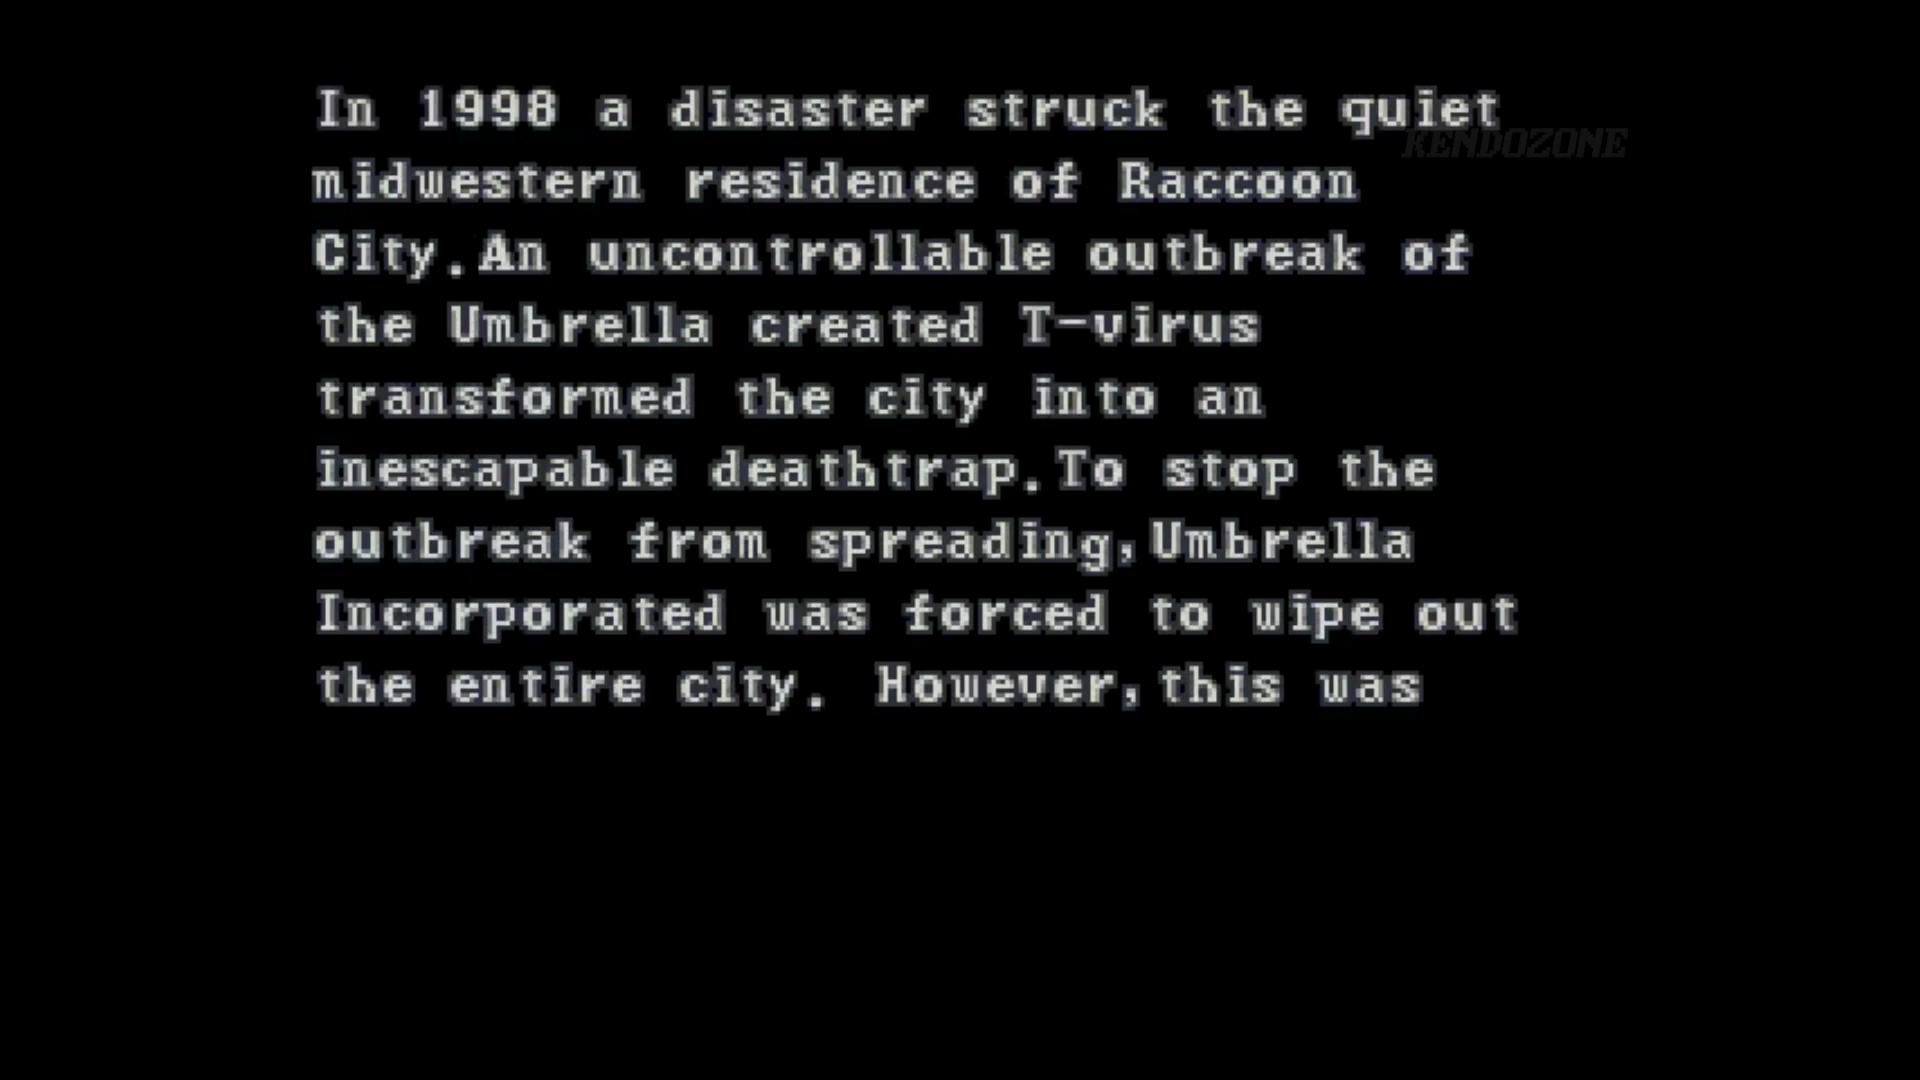 In 1998 a disaster struck the quiet
KENDOZONE
midwestern residence of Raccoon
City.An uncontrollable outbreak of
the Umbrella created T-virus
transformed the city into an
inescapable deathtrap.To stop the
outbreak from spreading,Umbrella
Incorporated was forced to wipe out
the entire city. However,this was